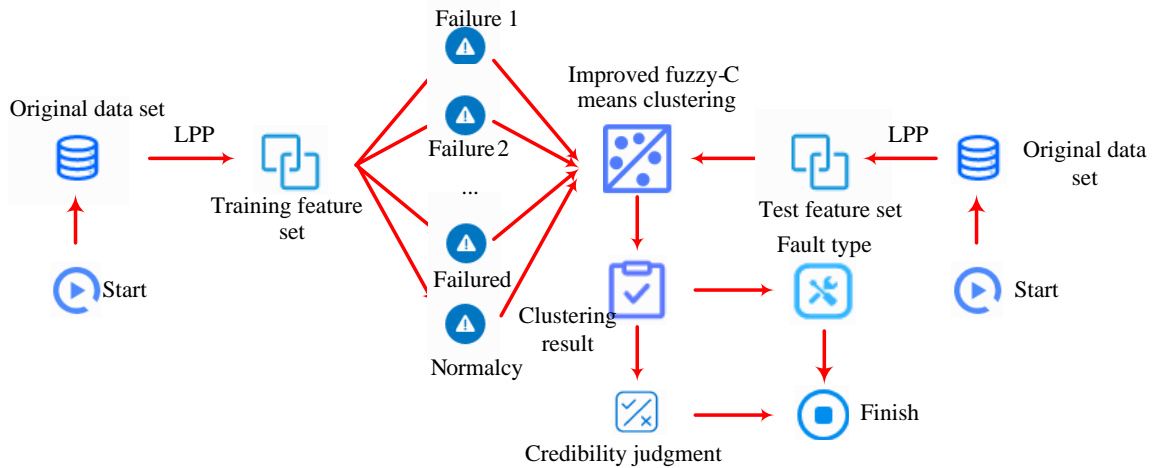 Failure 1
Original data set
LPP
Training feature
set
Start
Failure 2
...
Failured
Normalcy
Improved fuzzy-C
means clustering
Clustering
result
Credibility judgment
LPP
Test feature set
Original data
set
Fault type
Start
Finish